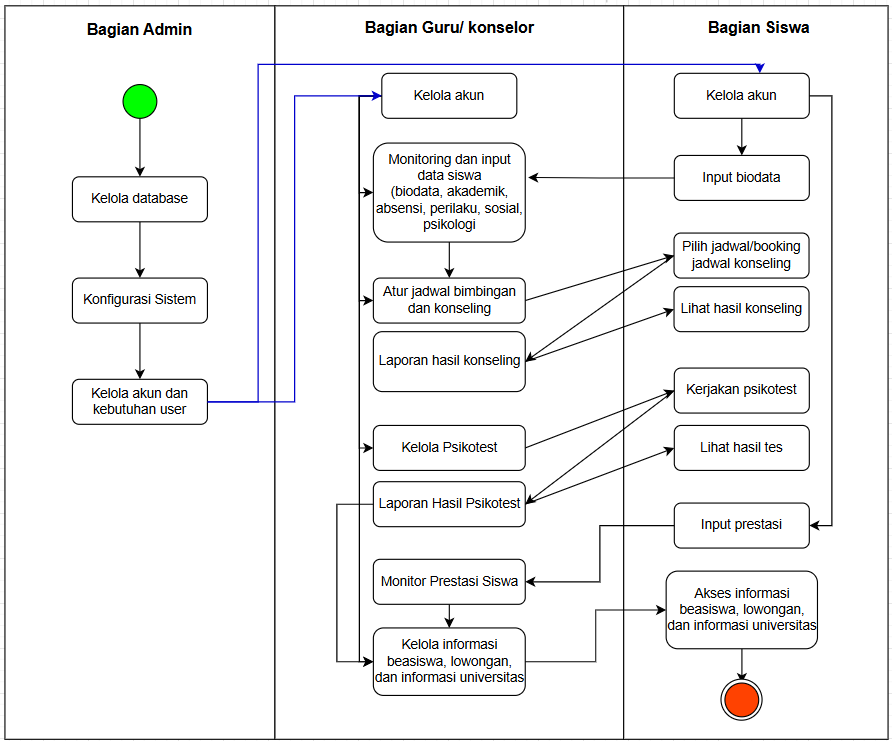 Bagian Admin
Bagian Guru/ konselor
Bagian Siswa
Kelola database
Konfigurasi Sistem
Kelola akun dan
kebutuhan user
Kelola akun
Monitoring dan input
data siswa
(biodata, akademik,
absensi, perilaku, sosial,
psikologi
Atur jadwal bimbingan
dan konseling
Laporan hasil konseling
Kelola Psikotest
Laporan Hasil Psikotest
Monitor Prestasi Siswa
Kelola informasi
beasiswa, lowongan,
dan informasi universitas
Kelola akun
Input biodata
Pilih jadwal/booking
jadwal konseling
Lihat hasil konseling
Kerjakan psikotest
Lihat hasil tes
Input prestasi
Akses informasi
beasiswa, lowongan,
dan informasi universitas